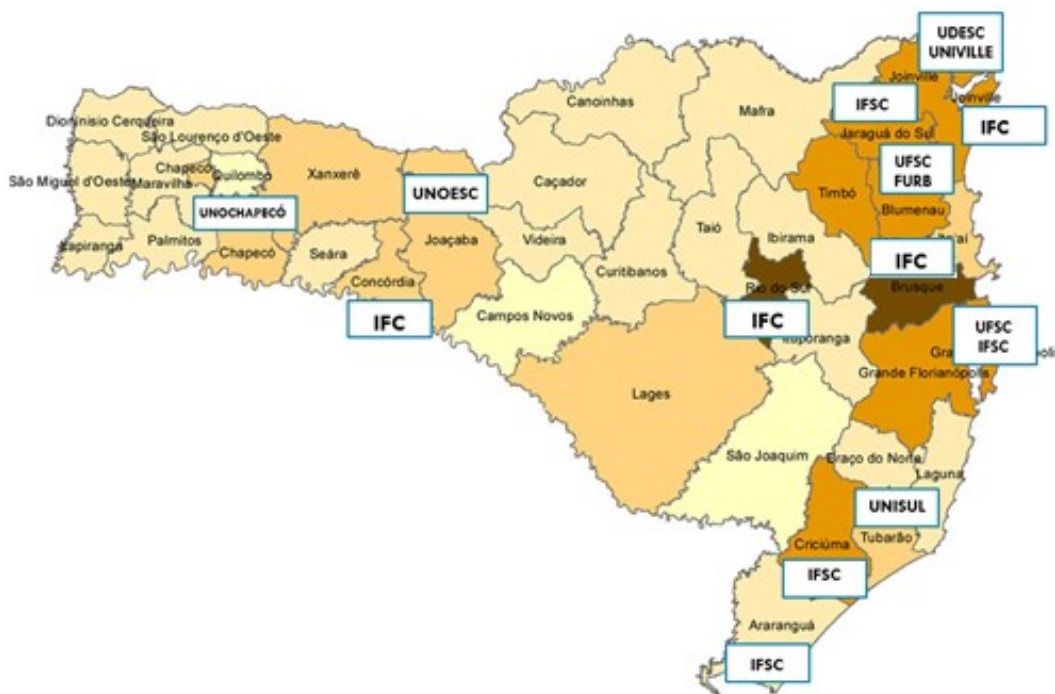 UDESC
UNIVILLE
Joinville
Canoinhas
Mafra
IFSC
Joinville
IFC
Dionísio Cerqueira
São Lourenço d'Oeste
Jaraguá do Sul
Chapecó
Quilombo
Xanxerê
São Miguel d'Oeste
Maravilha
Caçador
UFSC
FURB
UNOESC
Timbó
UNOCHAPECÓ
Blumenau
Itapiranga
Palmitos
Chapecó
Seára
Joaçaba
Videira
Taió
Ibirama
IFC
Concórdia
Curitibanos
Rio do Sul
Brusque
IFC
Campos Novos
IFC
UFSC
IFSC
Ituporanga
Grande Florianópolis
Lages
São Joaquim
Braço do Norte
Laguna
UNISUL
Criciúma
Tubarão
IFSC
Araranguá
IFSC